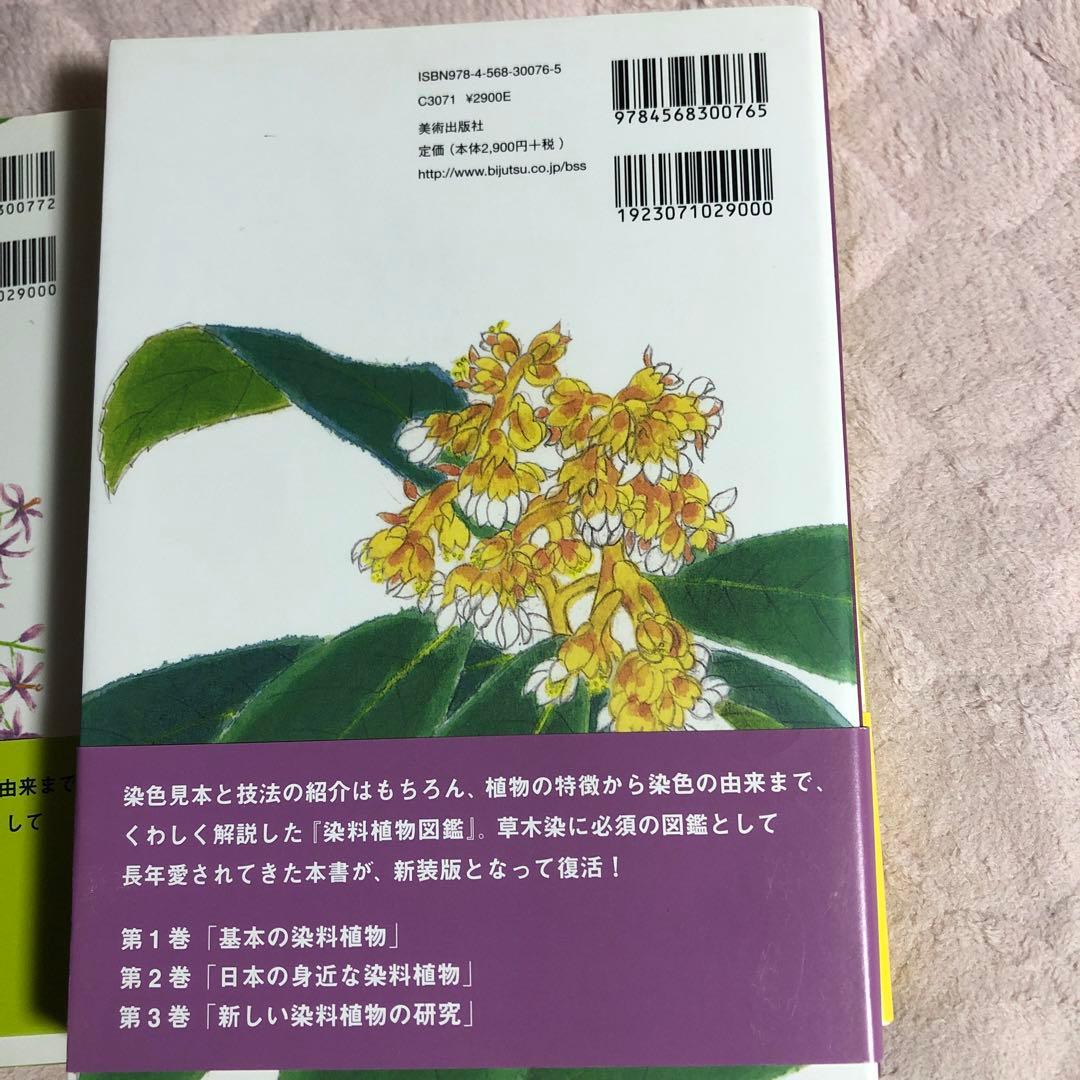 ISBN978-4-568-30076-5
C3071 ¥2900E
美術出版社
定価（本体2,900円＋税）
http://www.bijutsu.co.jp/bss
9784568300765
1923071029000
300772
029000
由来まで
して
染色見本と技法の紹介はもちろん、植物の特徴から染色の由来まで、
くわしく解説した『染料植物図鑑』。草木染に必須の図鑑として
長年愛されてきた本書が、新装版となって復活！
第1巻「基本の染料植物」
第2巻「日本の身近な染料植物」
第3巻「新しい染料植物の研究」